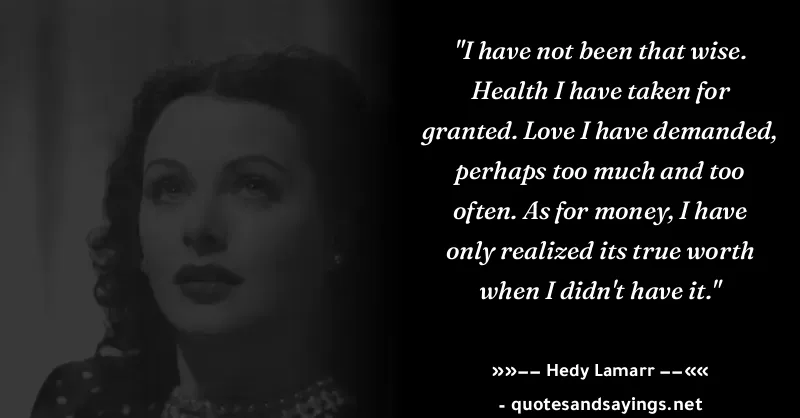 "I have not been that wise.
Health I have taken for
granted. Love I have demanded,
perhaps too much and too
often. As for money, I have
only realized its true worth
when I didn't have it."
»»−− Hedy Lamarr −−««
- quotesandsayings.net